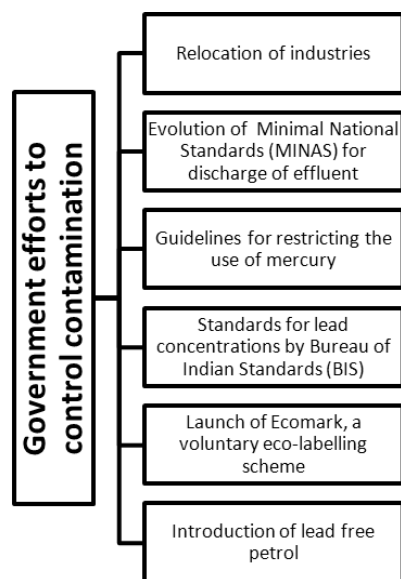 Government efforts to
control contamination
Relocation of industries
Evolution of Minimal National
Standards (MINAS) for
discharge of effluent
Guidelines for restricting the
use of mercury
Standards for lead
concentrations by Bureau of
Indian Standards (BIS)
Launch of Ecomark, a
voluntary eco-labelling
scheme
Introduction of lead free
petrol